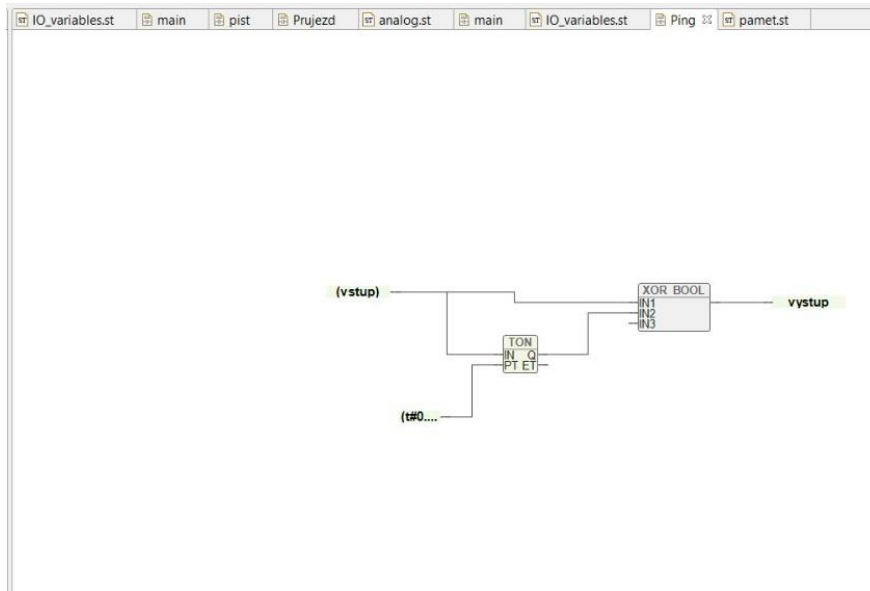 IO_variables.st main pist Prujezd analog.st main IO_variables.st Ping pamet.st
(vstup)
XOR BOOL
IN1
IN2
IN3
vystup
TON
IN Q
PT ET
(t#0....